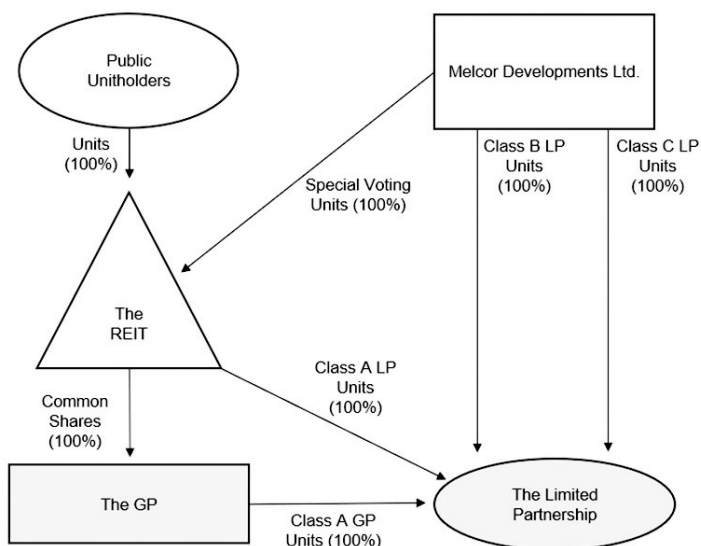 Public
Unitholders
Melcor Developments Ltd.
Units
(100%)
Class B LP
Units
(100%)
Class C LP
Units
(100%)
Special Voting
Units (100%)
The
REIT
Class A LP
Units
(100%)
Common
Shares
(100%)
The GP
Class A GP
Units (100%)
The Limited
Partnership